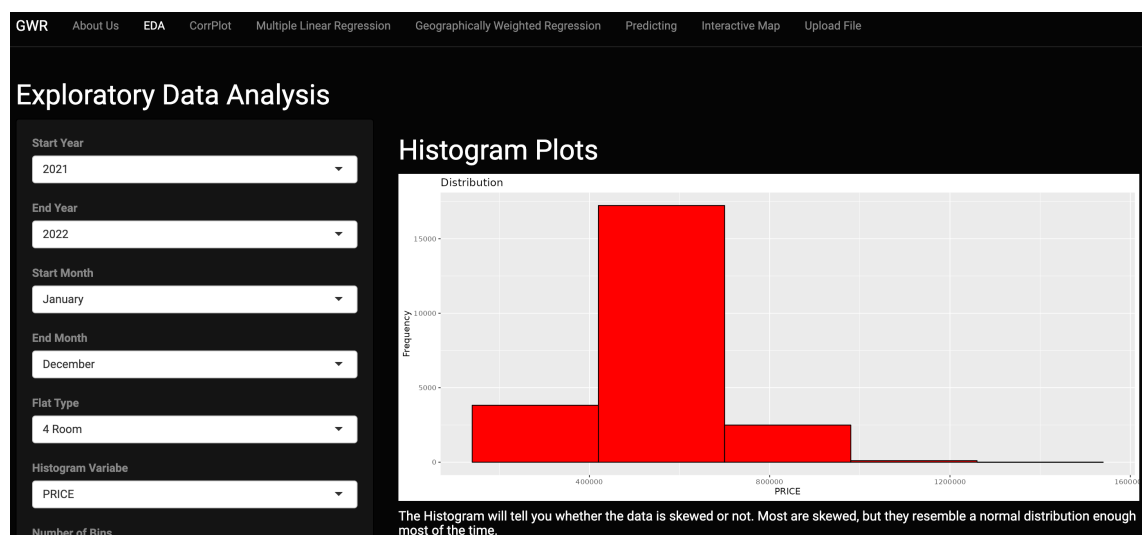 GWR About Us EDA CorrPlot Multiple Linear Regression Geographically Weighted Regression Predicting Interactive Map Upload File
Exploratory Data Analysis
Start Year
2021
End Year
2022
Start Month
January
End Month
December
Flat Type
4 Room
Histogram Variabe
PRICE
Number of Bins
Histogram Plots
Distribution
15000
10000
5000
0
Frequency
400000 800000 1200000 160000
PRICE
The Histogram will tell you whether the data is skewed or not. Most are skewed, but they resemble a normal distribution enough
most of the time.